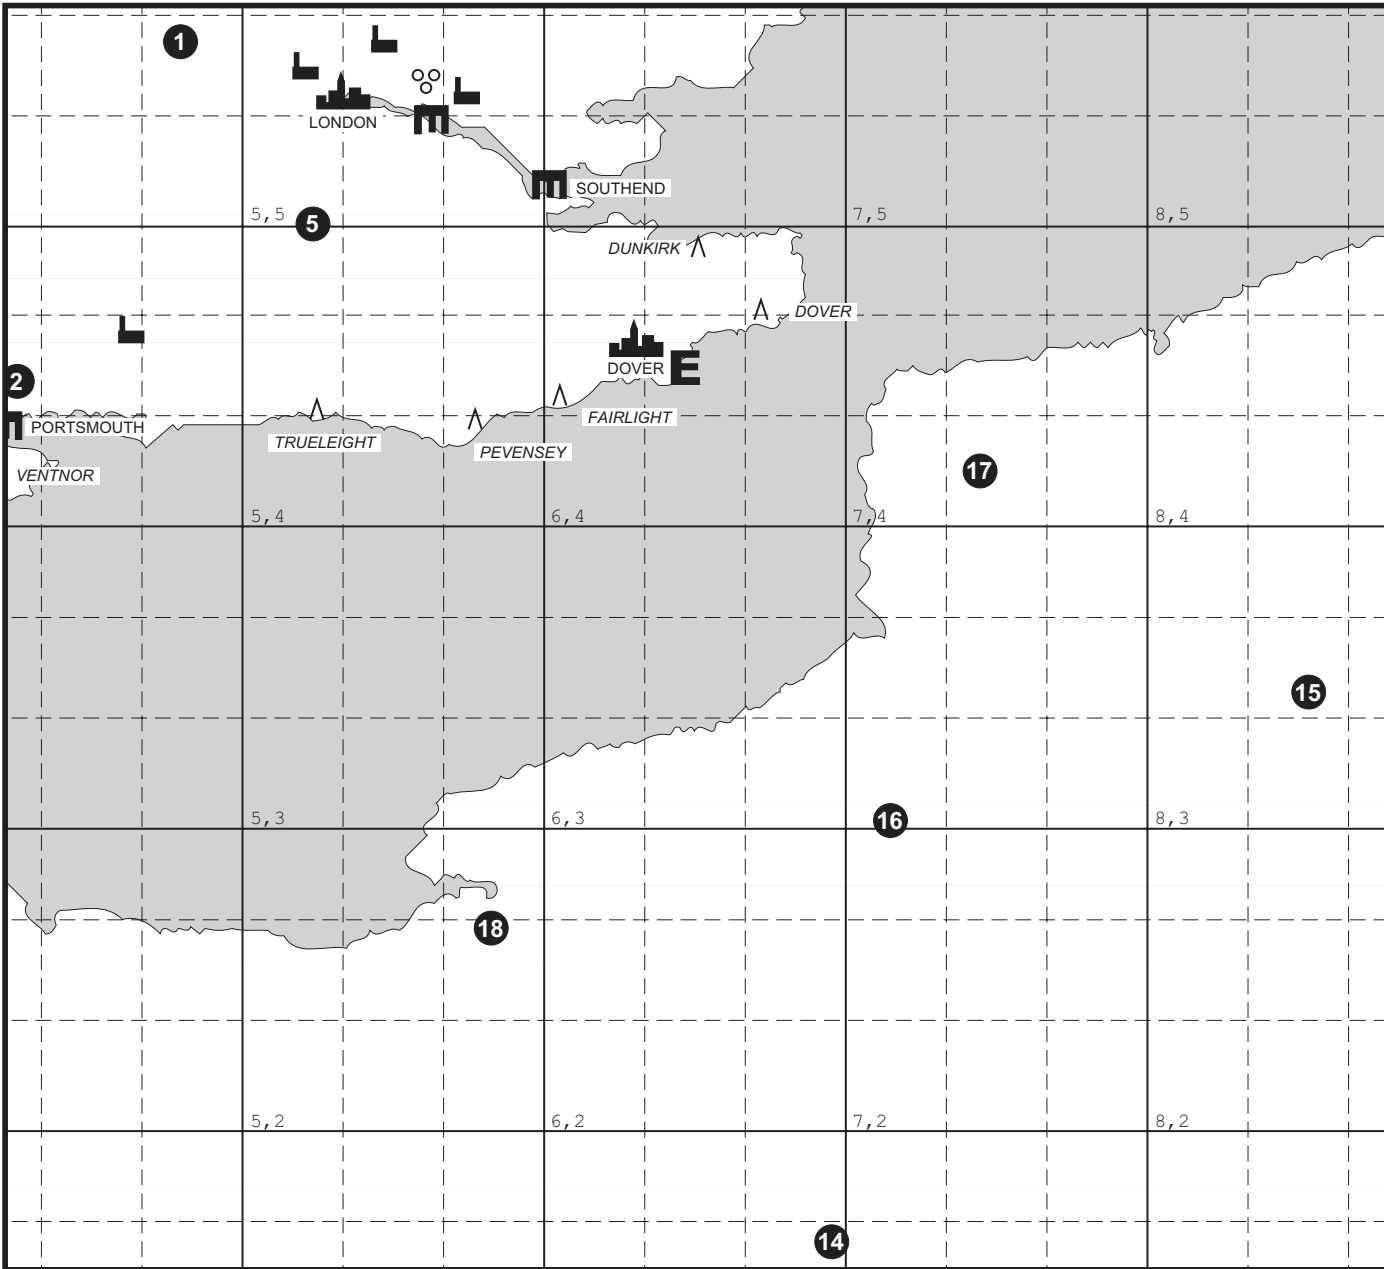 1
LONDON
SOUTHEND
5,5
7,5
8,5
5
DUNKIRK
DOVER
DOVER
2
FAIRLIGHT
PORTSMOUTH
TRUELEIGHT
PEVENSEY
VENTNOR
17
5,4
6,4
7,4
8,4
15
5,3
6,3
16
8,3
18
5,2
6,2
7,2
8,2
14